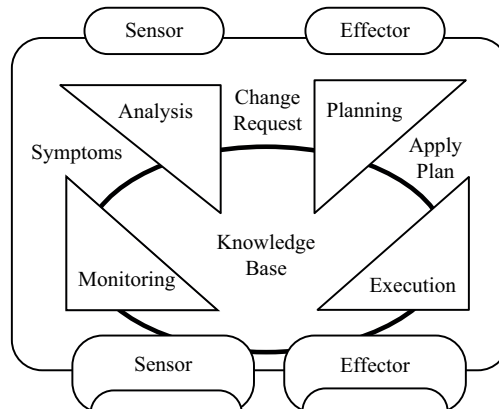 Sensor
Effector
Analysis
Change
Request
Planning
Symptoms
Apply
Plan
Knowledge
Base
Monitoring
Execution
Sensor
Effector